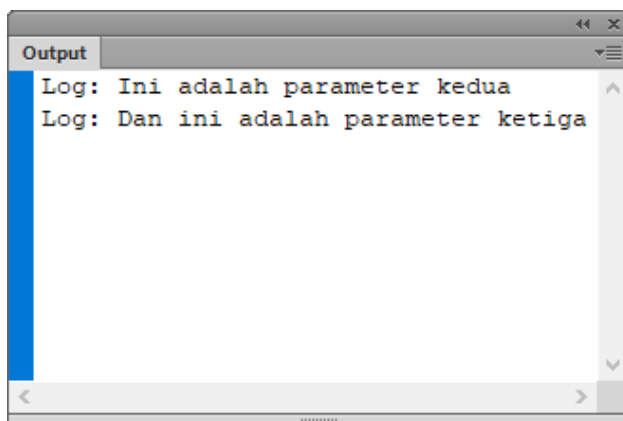 Output
Log: Ini adalah parameter kedua
Log: Dan ini adalah parameter ketiga